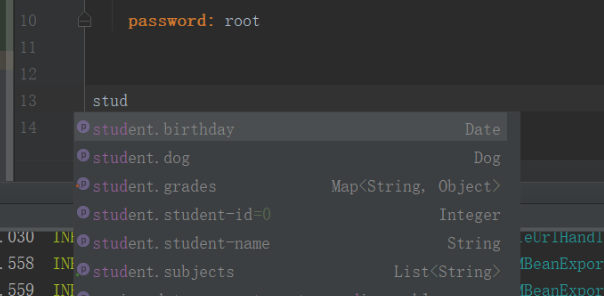 10 password: root
11
12
13 stud
14
student.birthday Date
student.dog Dog
student.grades Map<String, Object>
student.student-id=0 Integer
.030 INF student.student-name String leUrlHandl
.558 INF student.subjects List<String> MBeanExpor
.559 MBeanExpor